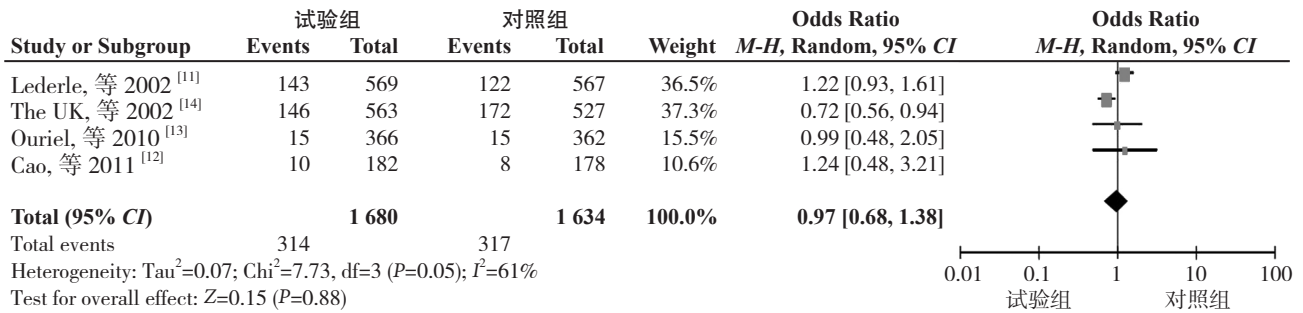 试验组 对照组 Odds Ratio Odds Ratio
Study or Subgroup Events Total Events Total Weight M-H, Random, 95% CI M-H, Random, 95% CI
Lederle, 等 2002 [11] 143 569 122 567 36.5% 1.22 [0.93, 1.61]
The UK, 等 2002 [14] 146 563 172 527 37.3% 0.72 [0.56, 0.94]
Ouriel, 等 2010 [13] 15 366 15 362 15.5% 0.99 [0.48, 2.05]
Cao, 等 2011 [12] 10 182 8 178 10.6% 1.24 [0.48, 3.21]
Total (95% CI) 1 680 1 634 100.0% 0.97 [0.68, 1.38]
Total events 314 317
Heterogeneity: Tau²=0.07; Chi²=7.73, df=3 (P=0.05); I²=61%
Test for overall effect: Z=0.15 (P=0.88)
0.01 0.1 1 10 100
试验组 对照组